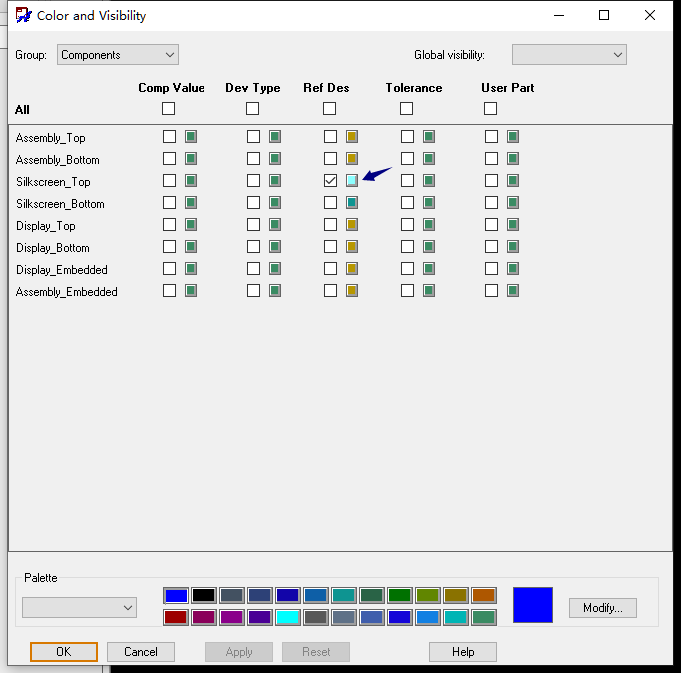 Color and Visibility
Group: Components Global visibility:
Comp Value Dev Type Ref Des Tolerance User Part
All
Assembly_Top
Assembly_Bottom
Silkscreen_Top
Silkscreen_Bottom
Display_Top
Display_Bottom
Display_Embedded
Assembly_Embedded
Palette
Modify...
OK Cancel Apply Reset Help